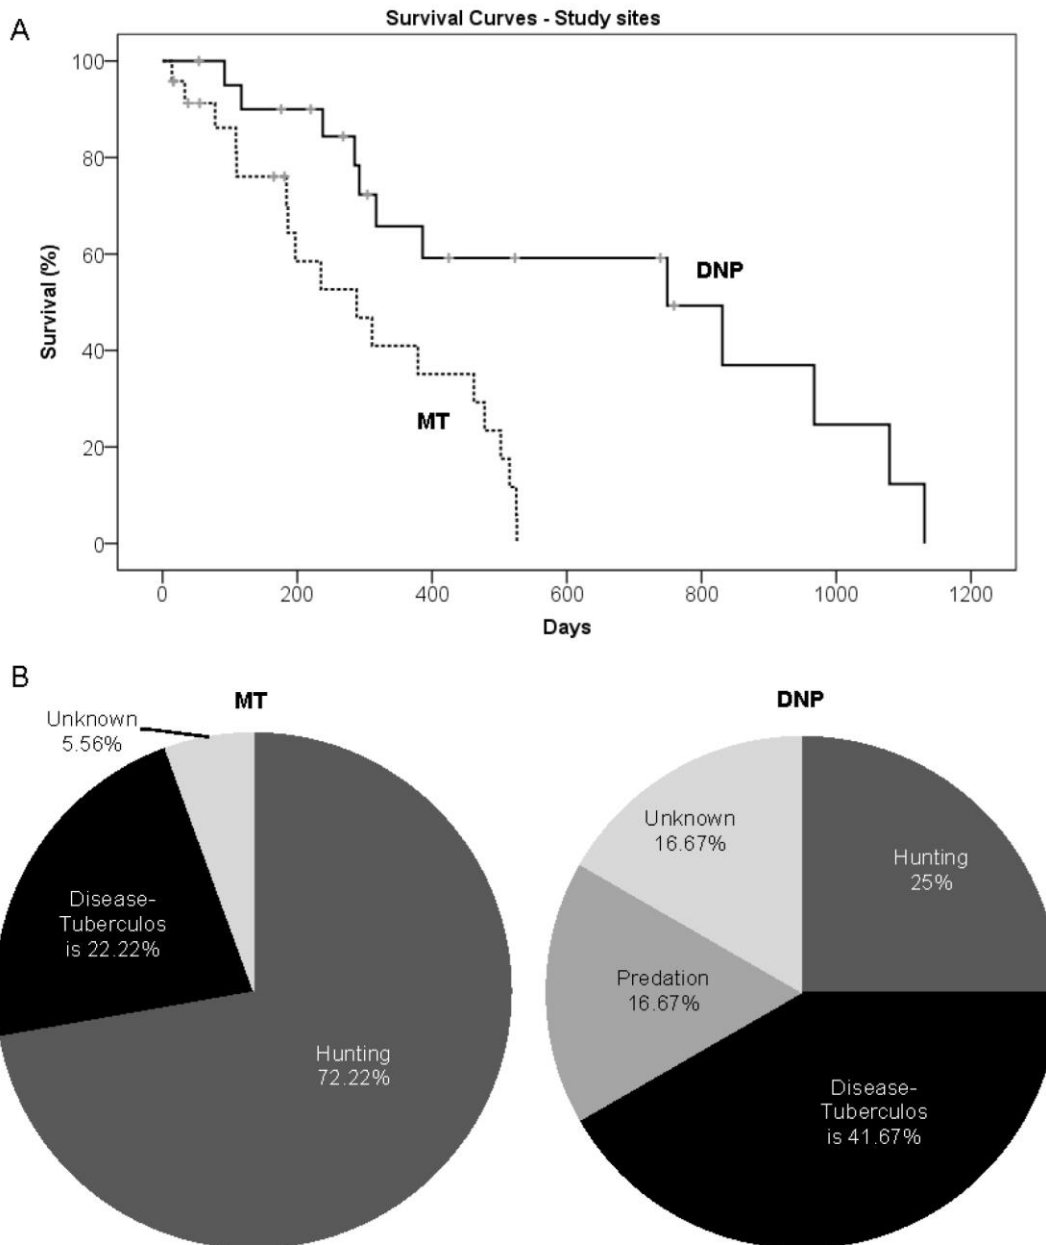 A
Survival Curves - Study sites
100
80
60
40
20
0
Survival (%)
DNP
MT
0 200 400 600 800 1000 1200
Days
B
MT
Unknown
5.56%
Disease-
Tuberculos
is 22.22%
Hunting
72.22%
DNP
Unknown
16.67%
Hunting
25%
Predation
16.67%
Disease-
Tuberculos
is 41.67%